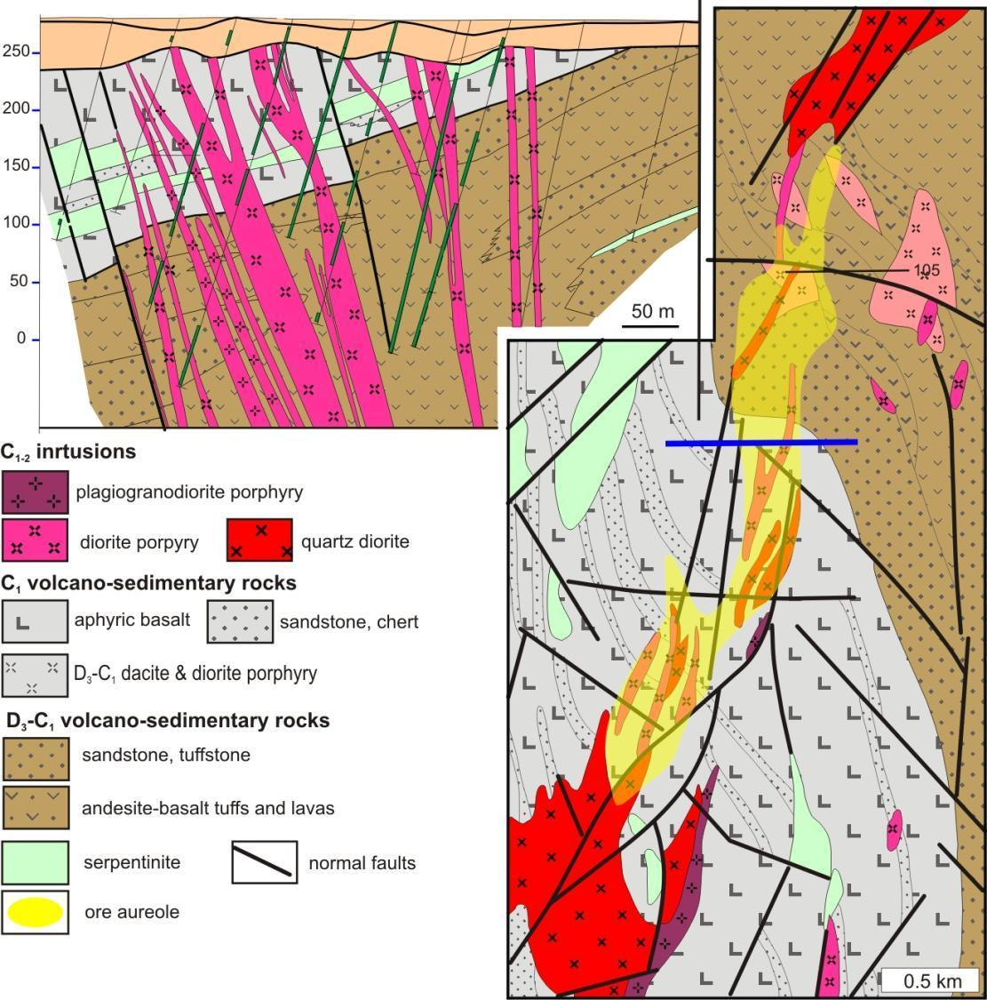 250
200
150
100
50
0
50 m
105
0.5 km
C₁₋₂ inrtusions
plagiogranodiorite porphyry
diorite porpyry
quartz diorite
C₁ volcano-sedimentary rocks
aphyric basalt
sandstone, chert
D₃-C₁ dacite & diorite porphyry
D₃-C₁ volcano-sedimentary rocks
sandstone, tuffstone
andesite-basalt tuffs and lavas
serpentinite
normal faults
ore aureole